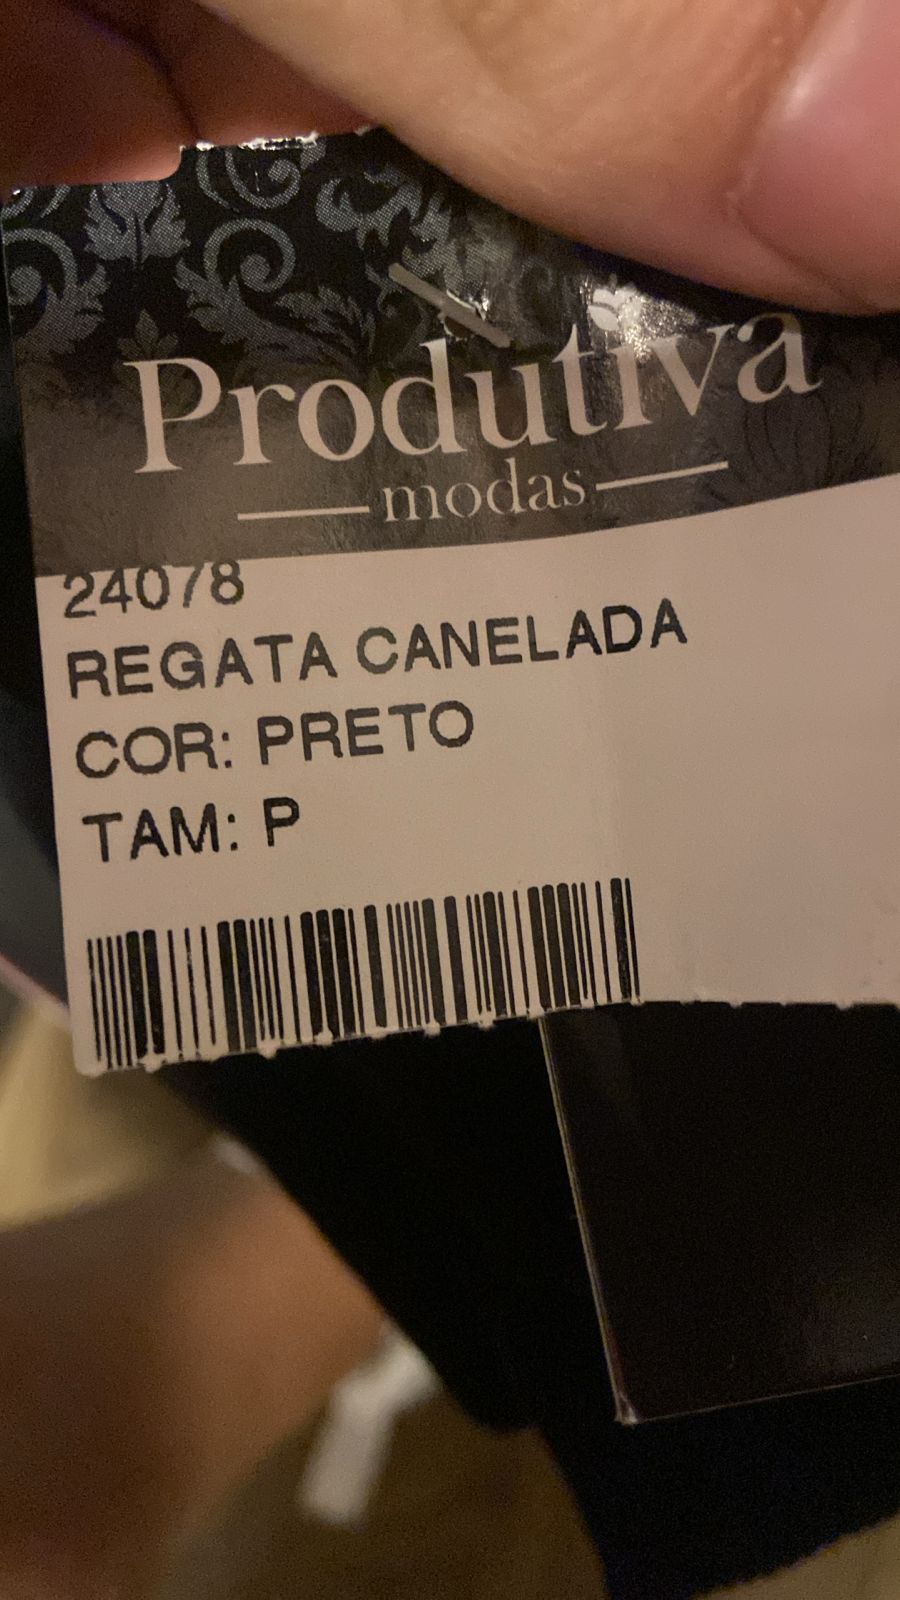 Produtiva
modas
24078
REGATA CANELADA
COR: PRETO
TAM: P